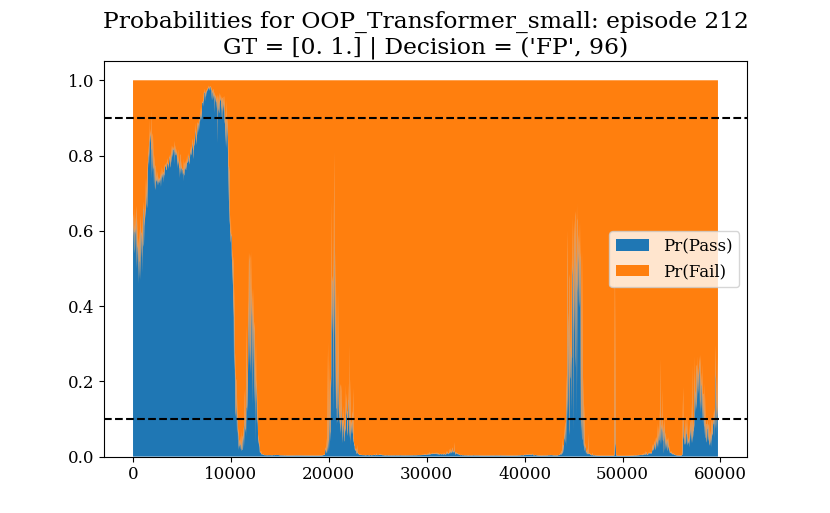 Probabilities for OOP_Transformer_small: episode 212
GT = [0. 1.] | Decision = ('FP', 96)
1.0
0.8
0.6
0.4
0.2
0.0
Pr(Pass)
Pr(Fail)
0 10000 20000 30000 40000 50000 60000